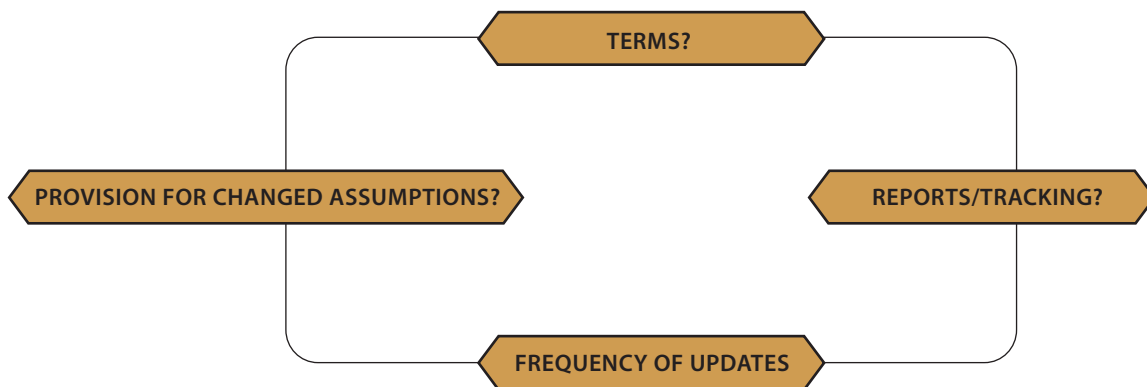 TERMS?
PROVISION FOR CHANGED ASSUMPTIONS?
REPORTS/TRACKING?
FREQUENCY OF UPDATES